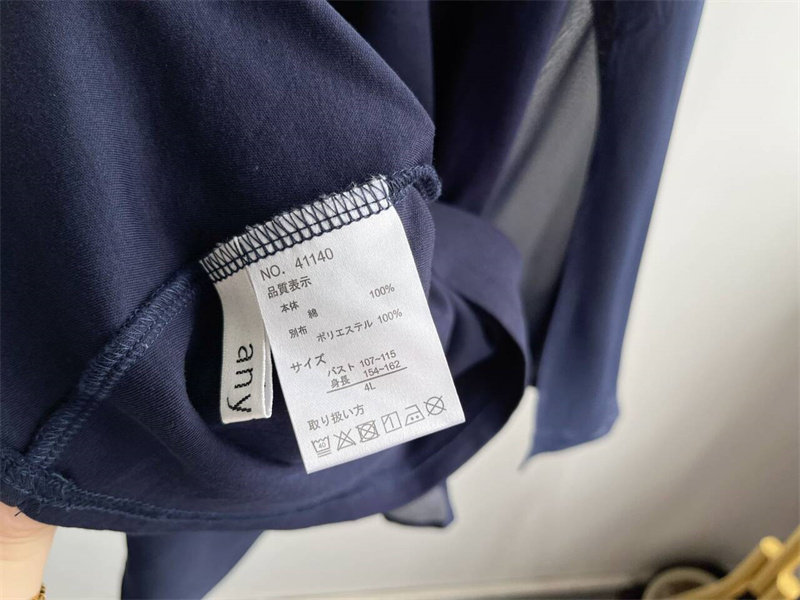 NO. 41140
品質表示
本体 綿 100%
別布 ポリエステル 100%
サイズ
バスト 107~115
身長 154~162
4L
取り扱い方
40
any